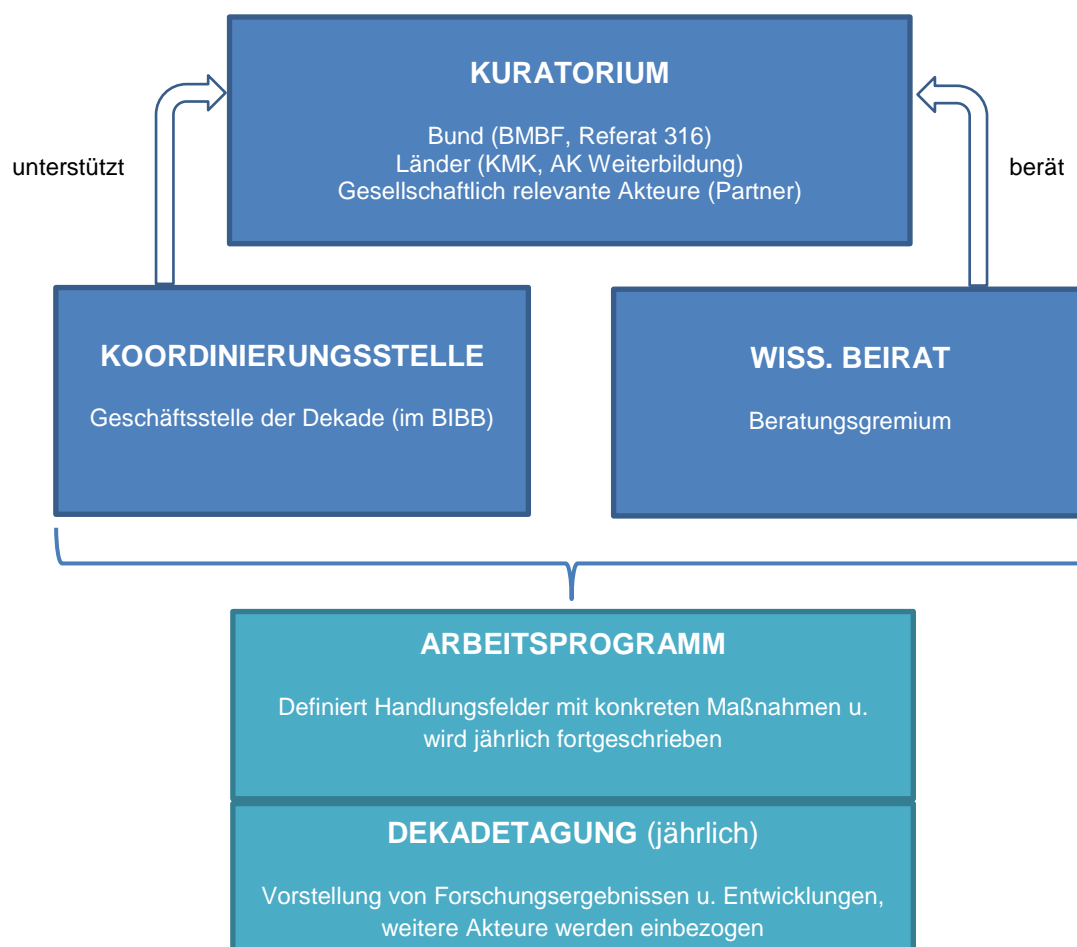 KURATORIUM
Bund (BMBF, Referat 316)
Länder (KMK, AK Weiterbildung)
Gesellschaftlich relevante Akteure (Partner)
unterstützt
berät
KOORDINIERUNGSSTELLE
Geschäftsstelle der Dekade (im BIBB)
WISS. BEIRAT
Beratungsgremium
ARBEITSPROGRAMM
Definiert Handlungsfelder mit konkreten Maßnahmen u.
wird jährlich fortgeschrieben
DEKADETAGUNG (jährlich)
Vorstellung von Forschungsergebnissen u. Entwicklungen,
weitere Akteure werden einbezogen